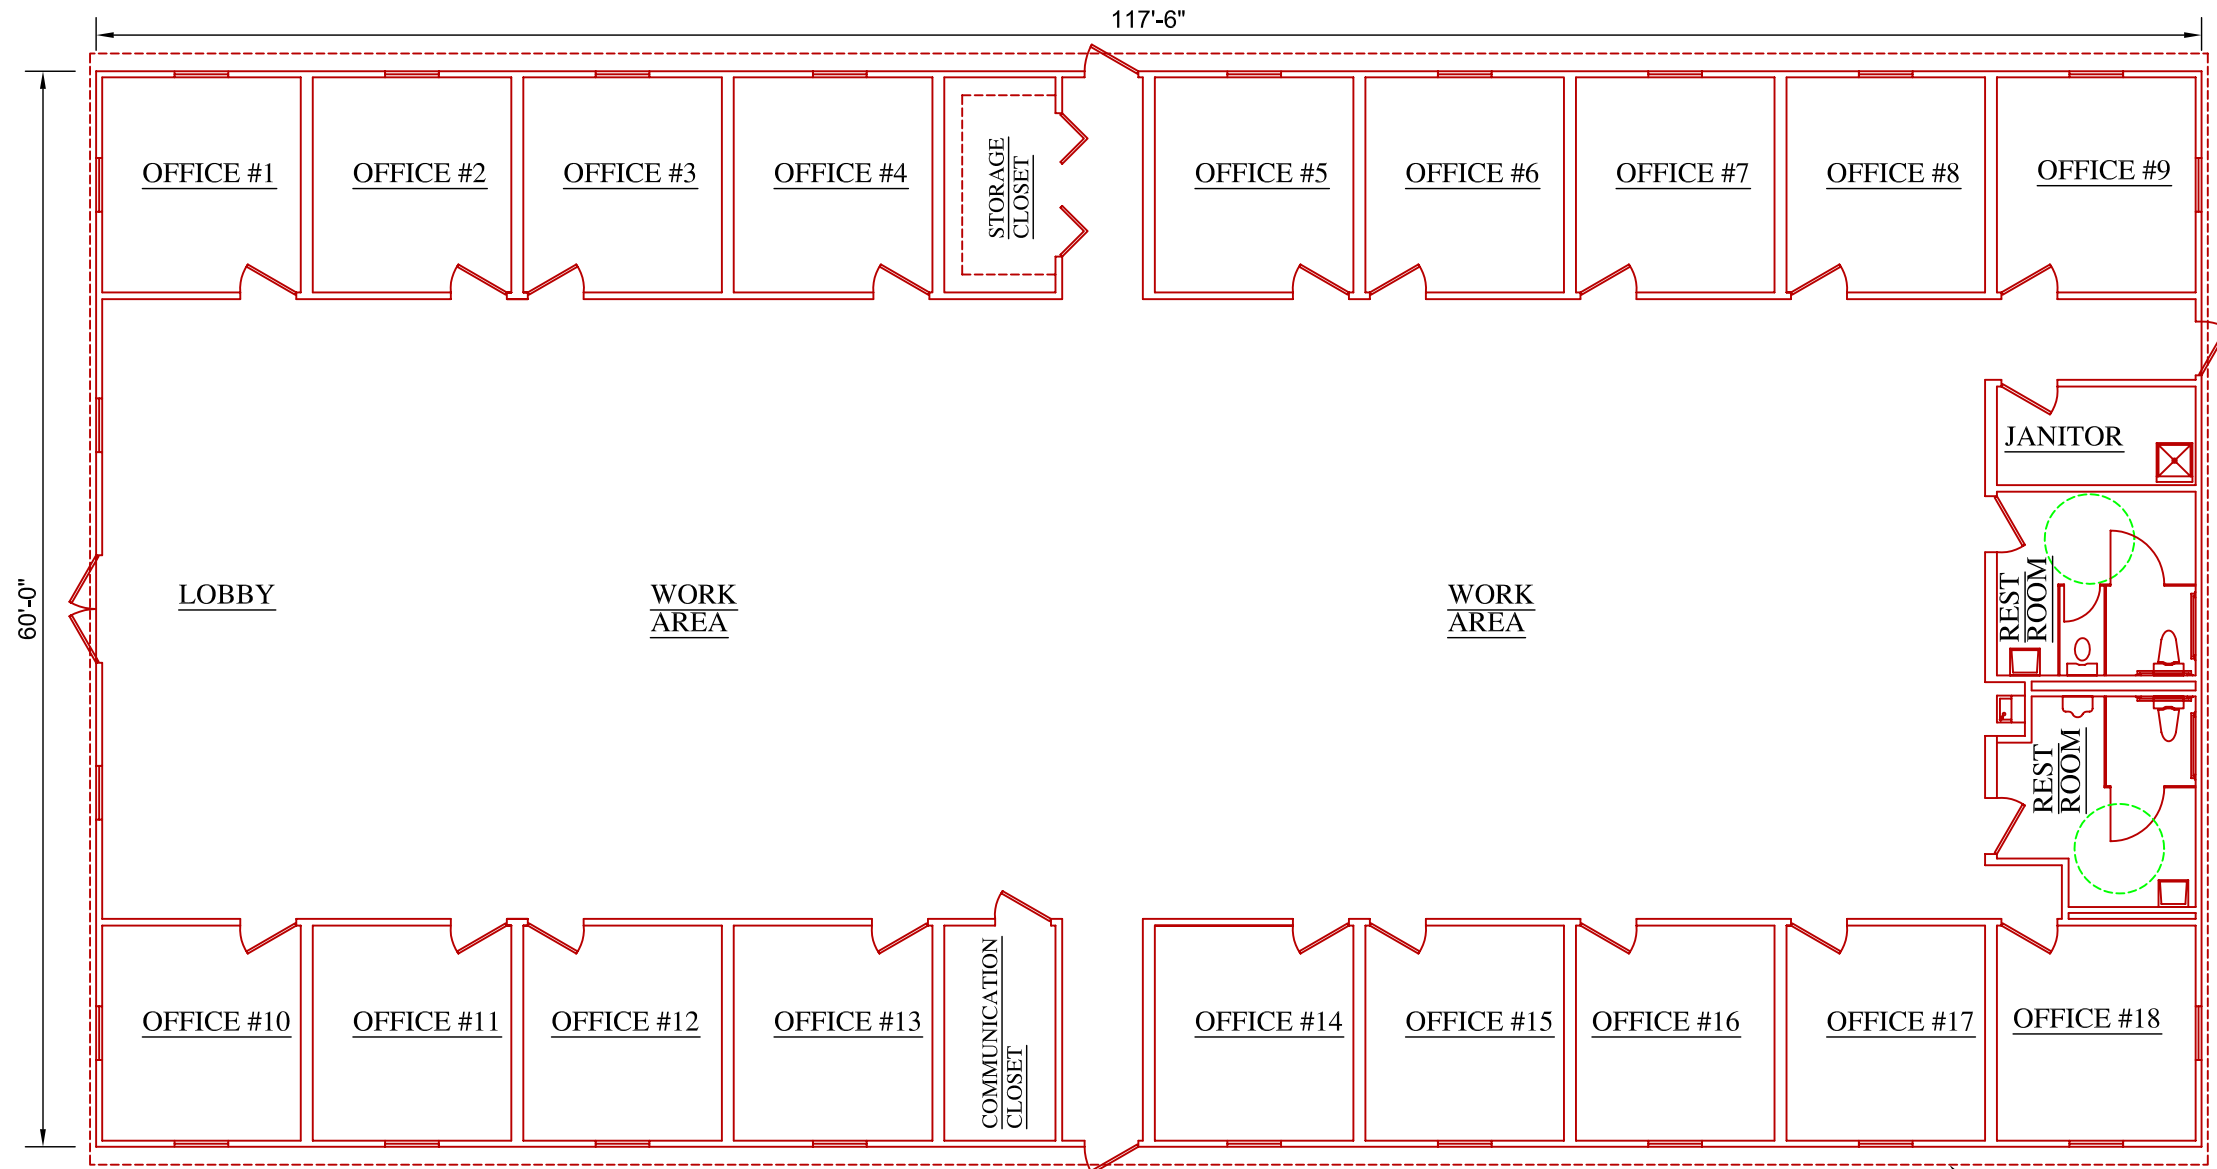 117'-6"
OFFICE #1
OFFICE #2
OFFICE #3
OFFICE #4
STORAGE
CLOSET
OFFICE #5
OFFICE #6
OFFICE #7
OFFICE #8
OFFICE #9
JANITOR
60'-0"
LOBBY
WORK
AREA
WORK
AREA
REST
ROOM
REST
ROOM
OFFICE #10
OFFICE #11
OFFICE #12
OFFICE #13
COMMUNICATION
CLOSET
OFFICE #14
OFFICE #15
OFFICE #16
OFFICE #17
OFFICE #18